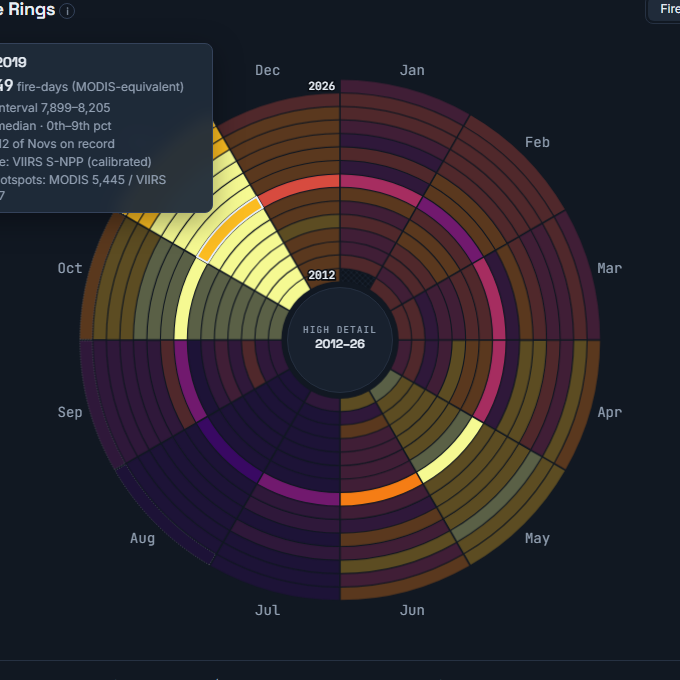 Rings
Fire
2019
fire-days (MODIS-equivalent)
7,899–8,205
median · 0th–9th pct
12 of Novs on record
VIIRS S-NPP (calibrated)
MODIS 5,445 / VIIRS
7
Dec
2026
Jan
Feb
Oct
Mar
2012
HIGH DETAIL
2012–26
Sep
Apr
Aug
May
Jul
Jun